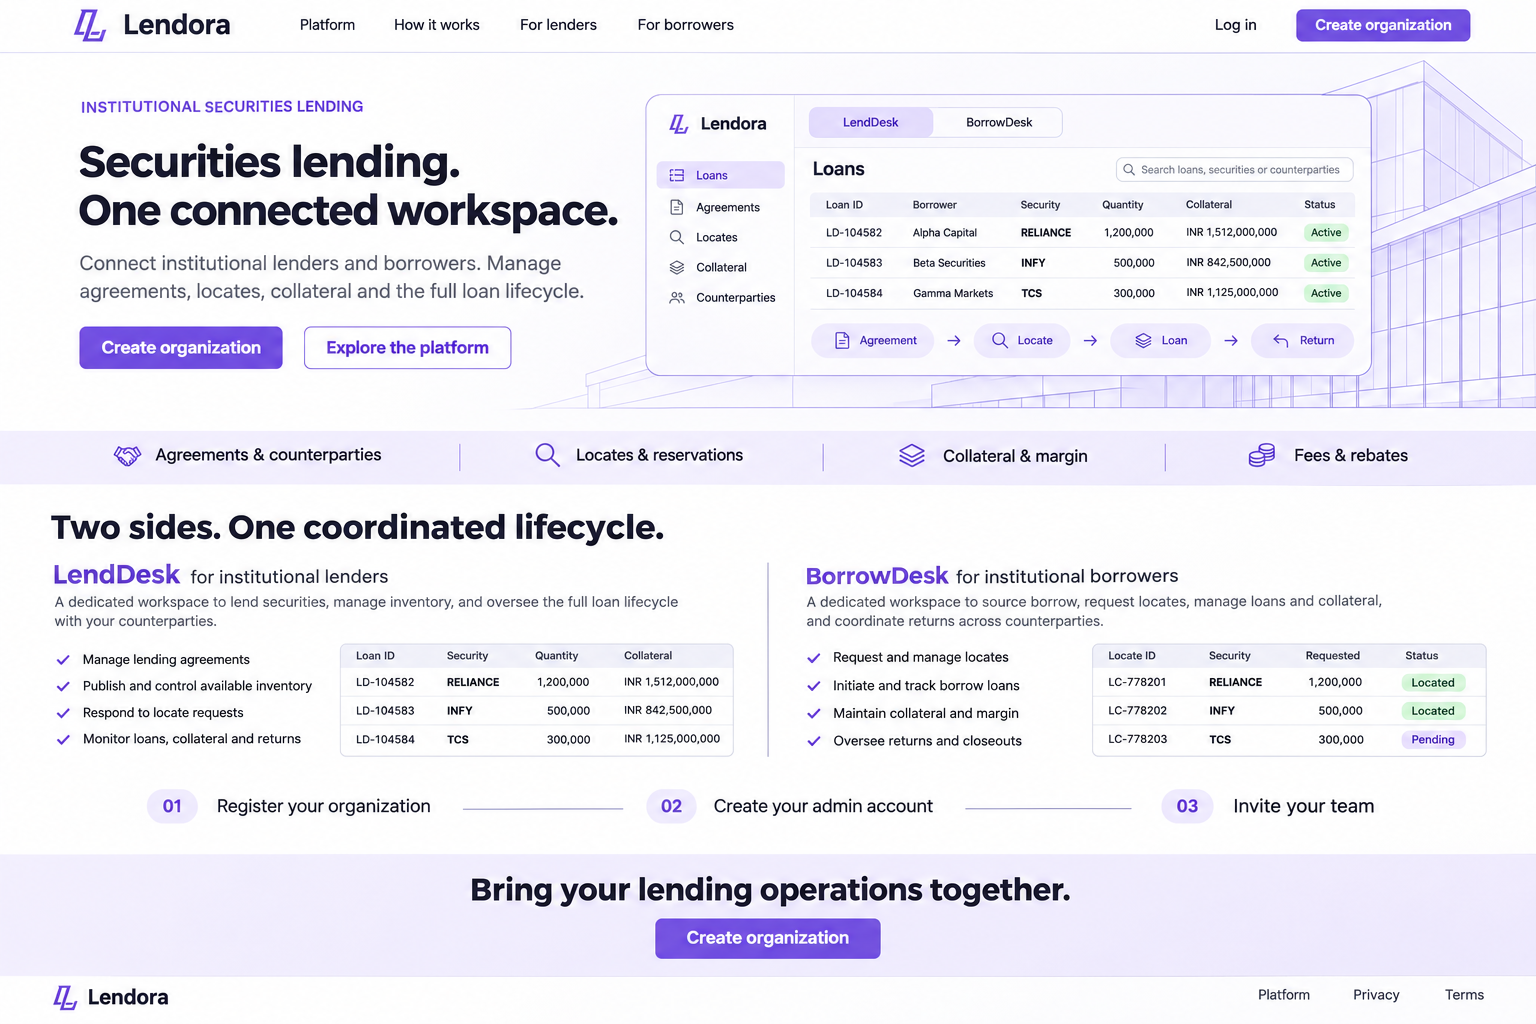 Lendora
Platform
How it works
For lenders
For borrowers
Log in
Create organization
INSTITUTIONAL SECURITIES LENDING
Securities lending.
One connected workspace.
Connect institutional lenders and borrowers. Manage
agreements, locates, collateral and the full loan lifecycle.
Create organization
Explore the platform
Lendora
Loans
Agreements
Locates
Collateral
Counterparties
LendDesk
BorrowDesk
Loans
Search loans, securities or counterparties
Loan ID Borrower Security Quantity Collateral Status
LD-104582 Alpha Capital RELIANCE 1,200,000 INR 1,512,000,000 Active
LD-104583 Beta Securities INFY 500,000 INR 842,500,000 Active
LD-104584 Gamma Markets TCS 300,000 INR 1,125,000,000 Active
Agreement → Locate → Loan → Return
Agreements & counterparties
Locates & reservations
Collateral & margin
Fees & rebates
Two sides. One coordinated lifecycle.
LendDesk for institutional lenders
A dedicated workspace to lend securities, manage inventory, and oversee the full loan lifecycle
with your counterparties.
Manage lending agreements
Publish and control available inventory
Respond to locate requests
Monitor loans, collateral and returns
Loan ID Security Quantity Collateral
LD-104582 RELIANCE 1,200,000 INR 1,512,000,000
LD-104583 INFY 500,000 INR 842,500,000
LD-104584 TCS 300,000 INR 1,125,000,000
BorrowDesk for institutional borrowers
A dedicated workspace to source borrow, request locates, manage loans and collateral,
and coordinate returns across counterparties.
Request and manage locates
Initiate and track borrow loans
Maintain collateral and margin
Oversee returns and closeouts
Locate ID Security Requested Status
LC-778201 RELIANCE 1,200,000 Located
LC-778202 INFY 500,000 Located
LC-778203 TCS 300,000 Pending
01 Register your organization
02 Create your admin account
03 Invite your team
Bring your lending operations together.
Create organization
Lendora
Platform
Privacy
Terms